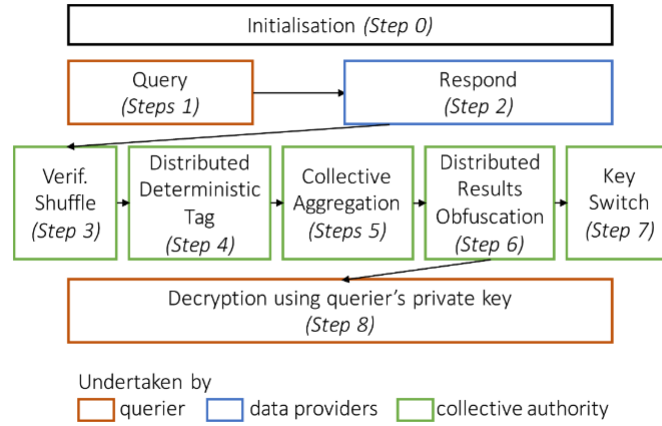 Initialisation (Step 0)
Query
(Steps 1)
Respond
(Step 2)
Verif.
Shuffle
(Step 3)
Distributed
Deterministic
Tag
(Step 4)
Collective
Aggregation
(Steps 5)
Distributed
Results
Obfuscation
(Step 6)
Key
Switch
(Step 7)
Decryption using querier's private key
(Step 8)
Undertaken by
querier
data providers
collective authority